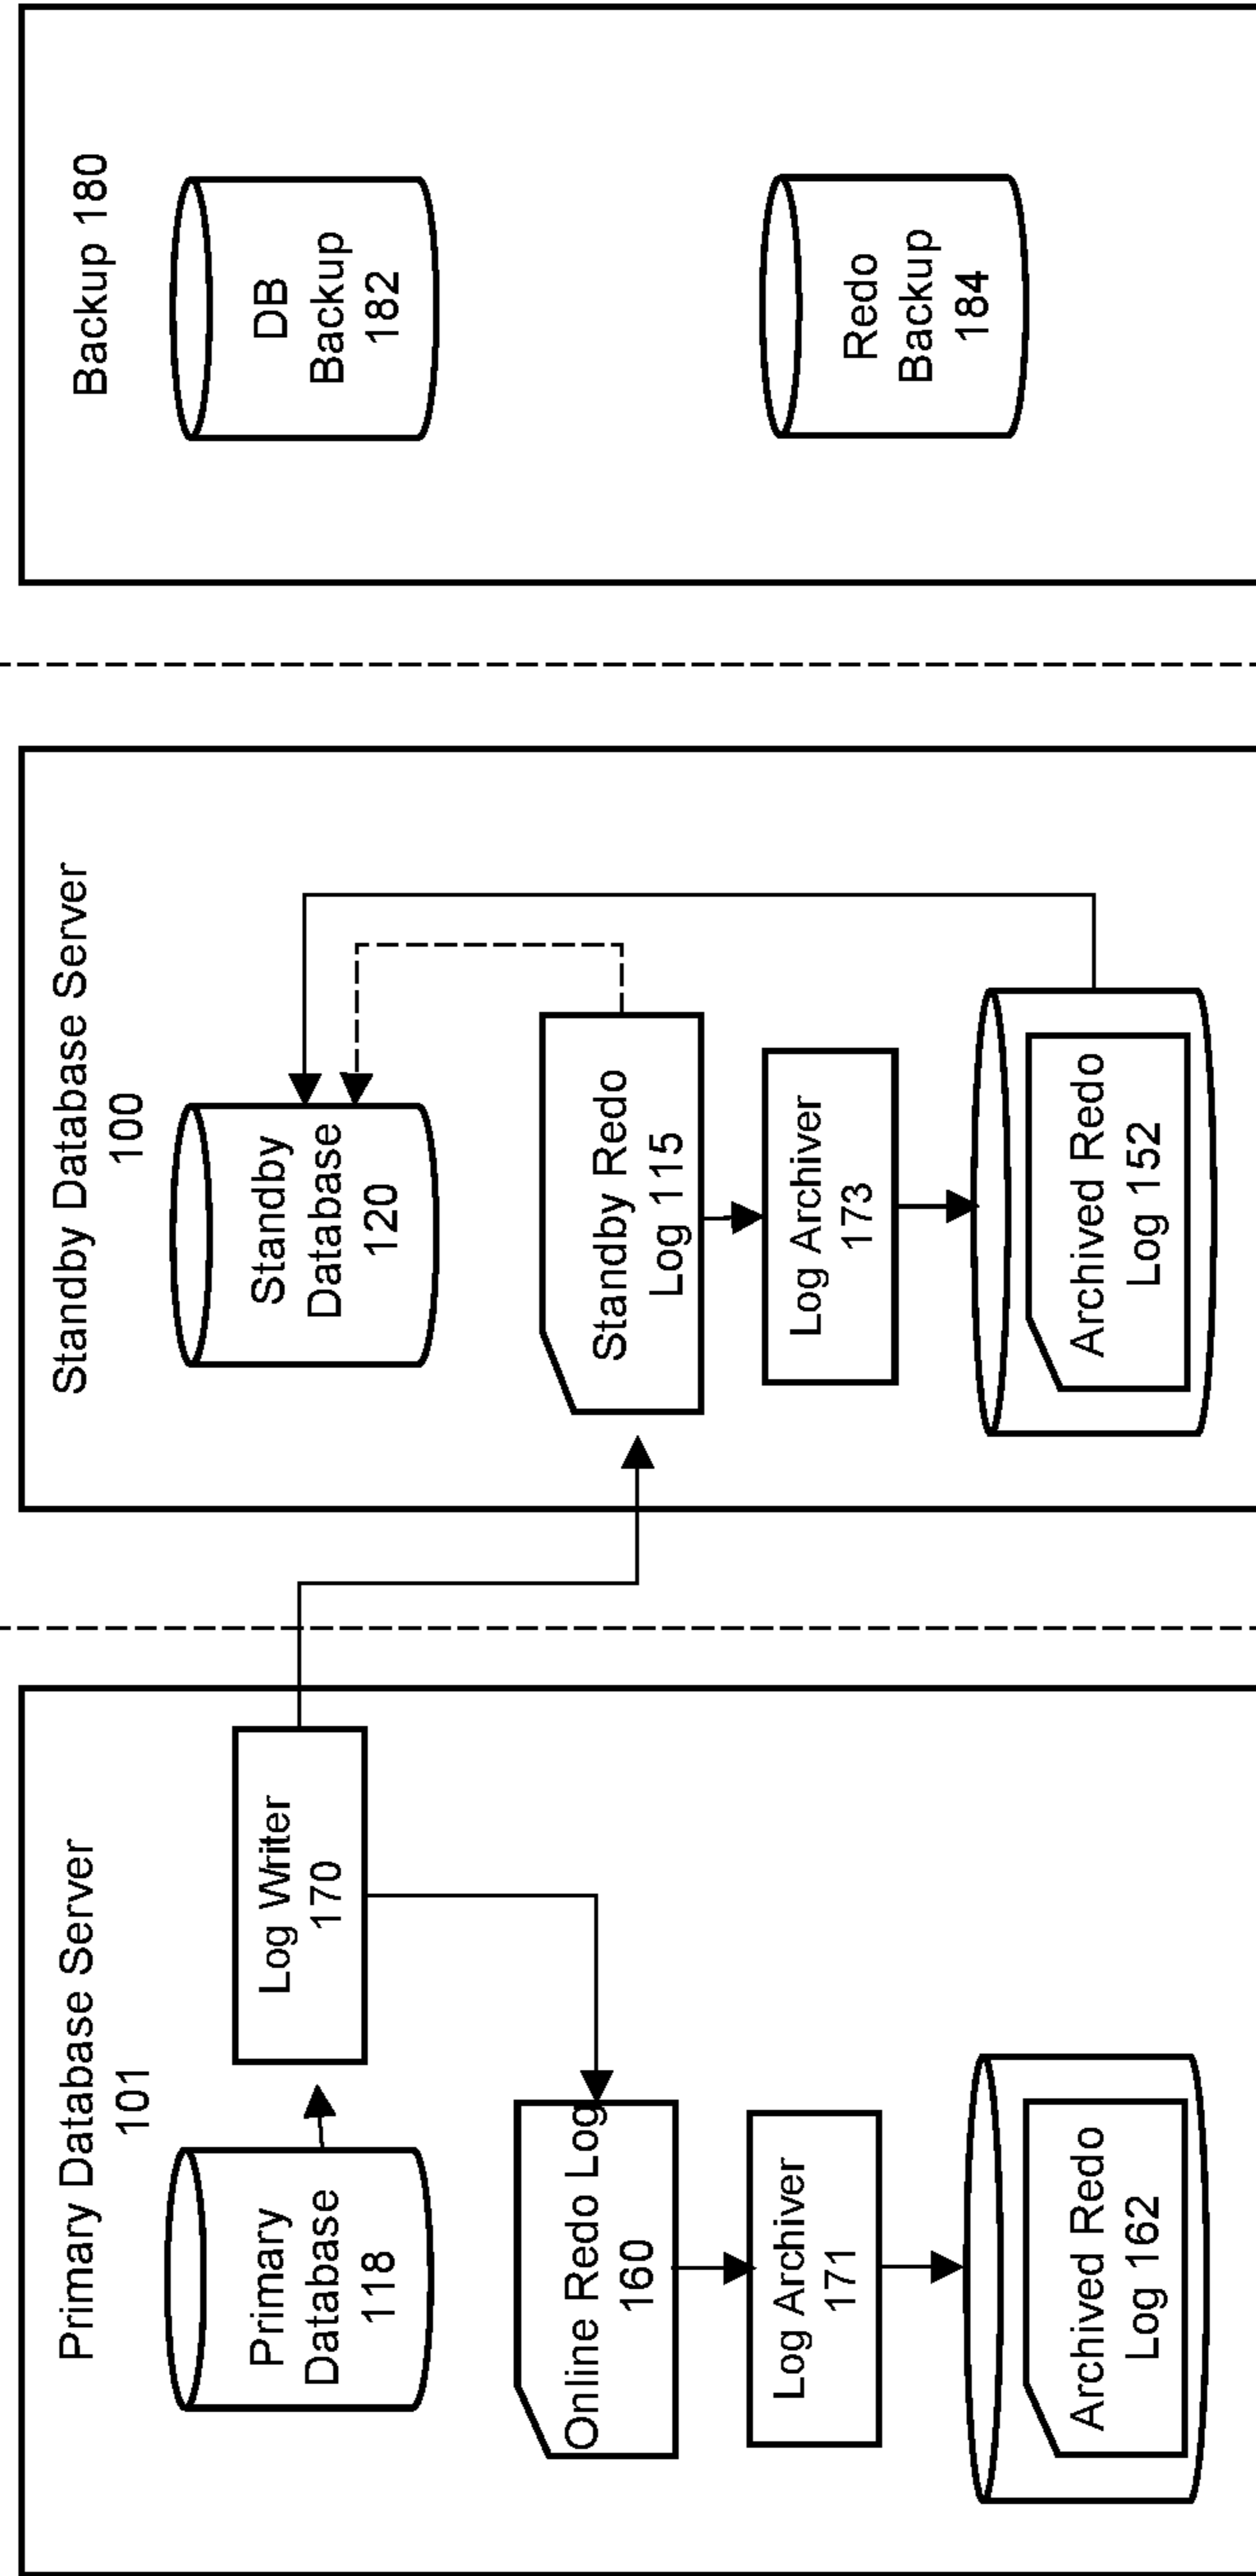 Primary Database Server
101
Primary
Database
118
Log Writer
170
Online Redo Log
160
Log Archiver
171
Archived Redo
Log 162
Standby Database Server
100
Standby
Database
120
Standby Redo
Log 115
Log Archiver
173
Archived Redo
Log 152
Backup 180
DB
Backup
182
Redo
Backup
184